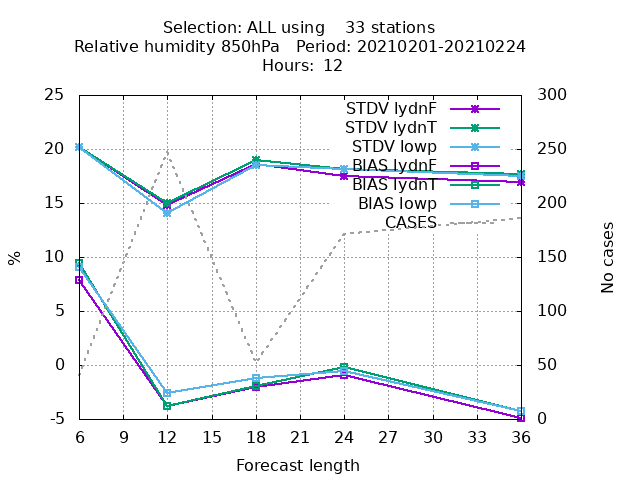 Selection: ALL using    33 stations
Relative humidity 850hPa   Period: 20210201-20210224
Hours: 12
25
20
15
10
5
0
-5
300
250
200
150
100
50
0
6 9 12 15 18 21 24 27 30 33 36
%
No cases
Forecast length
STDV lydnF
STDV lydnT
STDV lowp
BIAS lydnF
BIAS lydnT
BIAS lowp
CASES